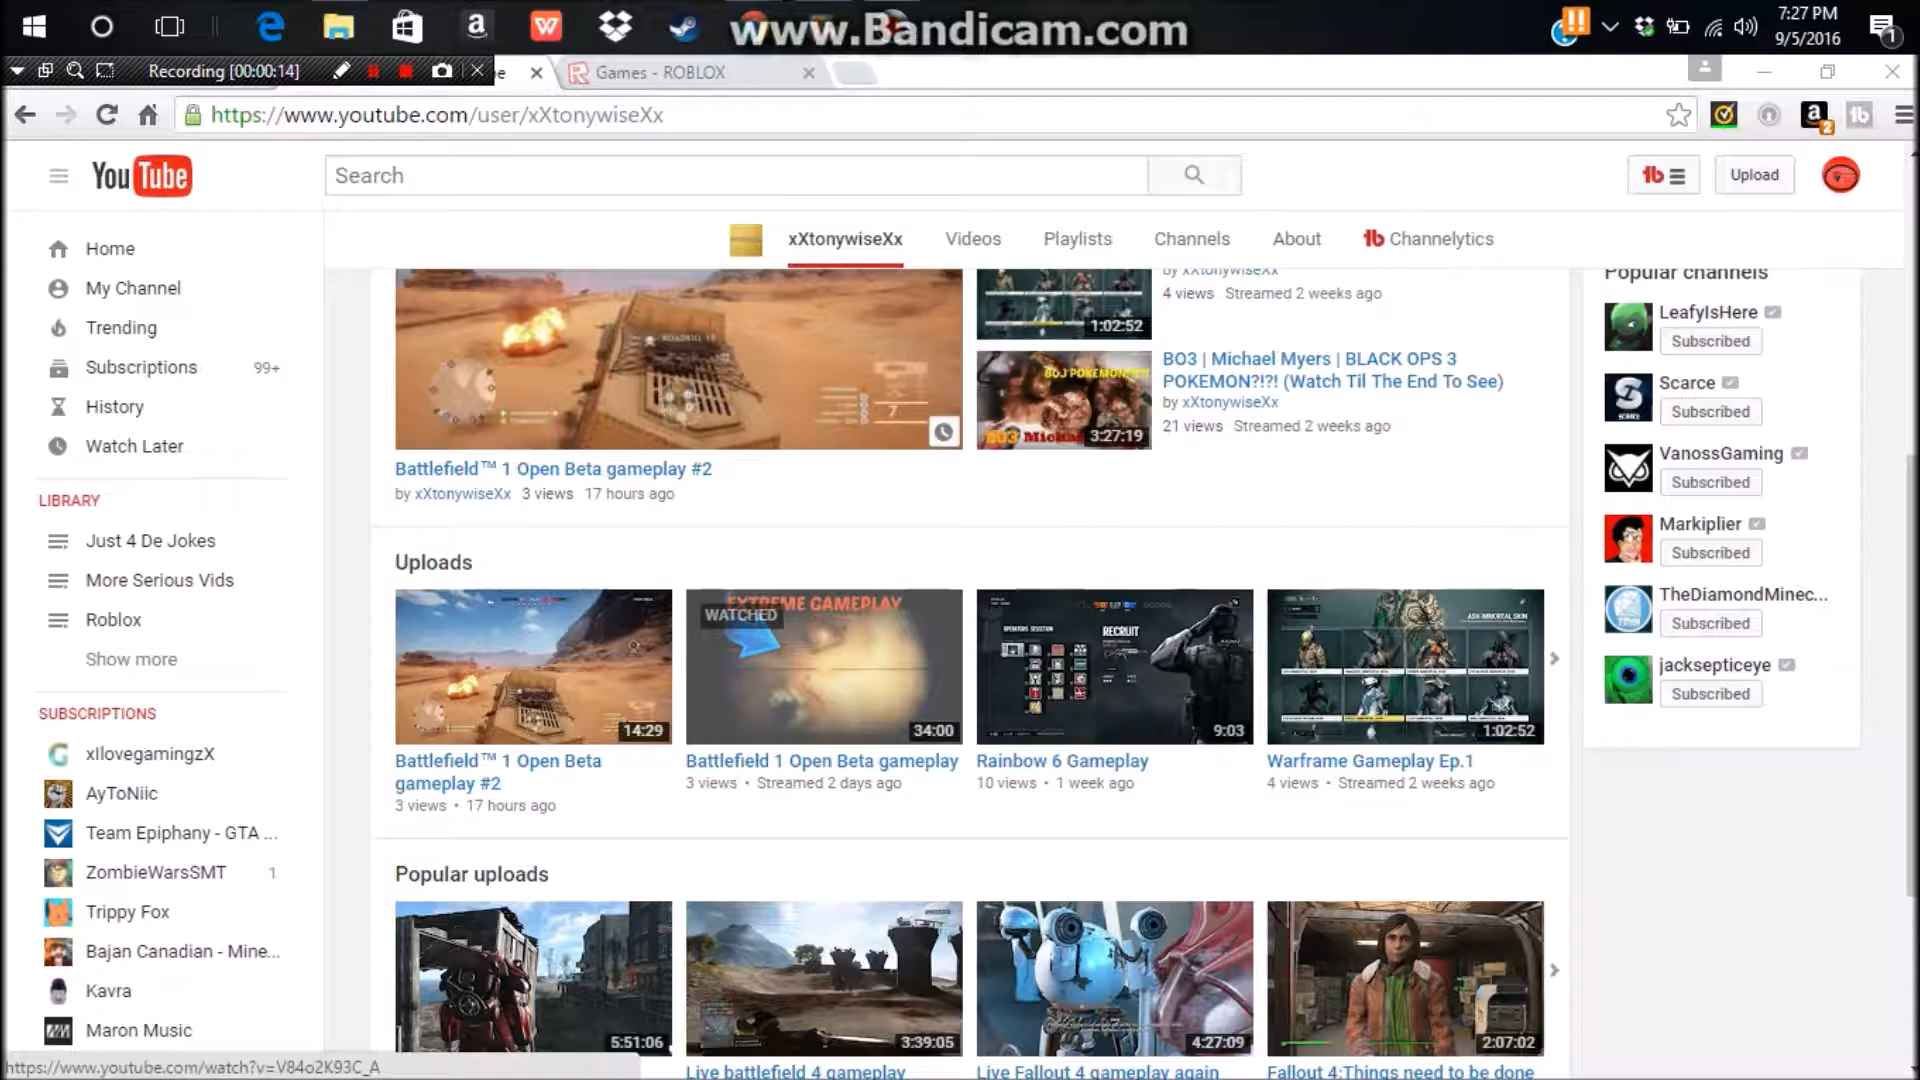 www.Bandicam.com
7:27 PM
9/5/2016
1
Recording [00:00:14]
Games - ROBLOX
https://www.youtube.com/user/xXtonywiseXx
2
YouTube
Search
Upload
xXtonywiseXx
Videos
Playlists
Channels
About
Channelytics
Home
My Channel
Trending
Subscriptions 99+
History
Watch Later
LIBRARY
Just 4 De Jokes
More Serious Vids
Roblox
Show more
SUBSCRIPTIONS
xIlovegamingzX
AyToNiic
Team Epiphany - GTA ...
ZombieWarsSMT 1
Trippy Fox
Bajan Canadian - Mine...
Kavra
Maron Music
https://www.youtube.com/watch?v=V84o2K93C_A
Battlefield™ 1 Open Beta gameplay #2
by xXtonywiseXx 3 views 17 hours ago
1:02:52
by xXtonywiseXx
4 views Streamed 2 weeks ago
3:27:19
BO3 | Michael Myers | BLACK OPS 3
POKEMON?!?! (Watch Til The End To See)
by xXtonywiseXx
21 views Streamed 2 weeks ago
Uploads
14:29
Battlefield™ 1 Open Beta
gameplay #2
3 views • 17 hours ago
EXTREME GAMEPLAY
WATCHED
34:00
Battlefield 1 Open Beta gameplay
3 views • Streamed 2 days ago
RECRUIT
9:03
Rainbow 6 Gameplay
10 views • 1 week ago
1:02:52
Warframe Gameplay Ep.1
4 views • Streamed 2 weeks ago
Popular uploads
5:51:06
3:39:05
Live battlefield 4 gameplay
4:27:09
Live Fallout 4 gameplay again
2:07:02
Fallout 4:Things need to be done
Popular channels
LeafyIsHere
Subscribed
Scarce
Subscribed
VanossGaming
Subscribed
Markiplier
Subscribed
TheDiamondMinec...
Subscribed
jacksepticeye
Subscribed